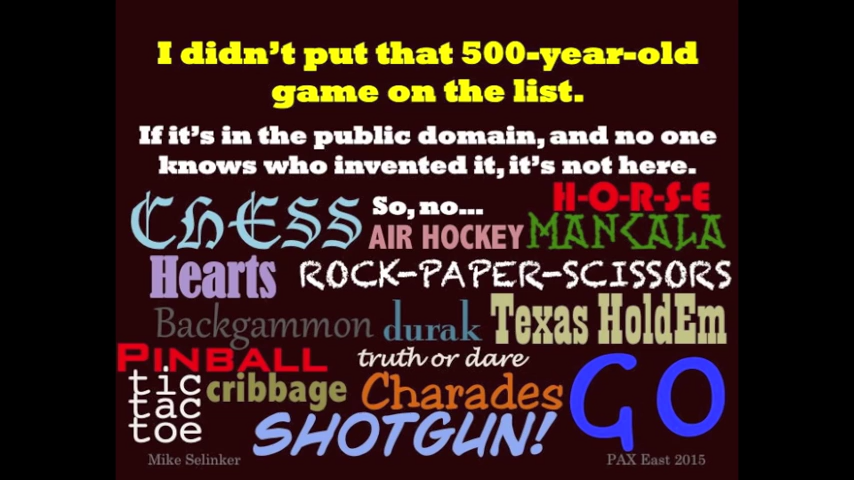 I didn't put that 500-year-old
game on the list.
If it's in the public domain, and no one
knows who invented it, it's not here.
So, no...
H-O-R-S-E
CHESS
AIR HOCKEY
MANCALA
Hearts
ROCK-PAPER-SCISSORS
Backgammon
durak
Texas HoldEm
PINBALL
truth or dare
tic
tac
toe
cribbage
Charades
GO
SHOTGUN!
Mike Selinker
PAX East 2015